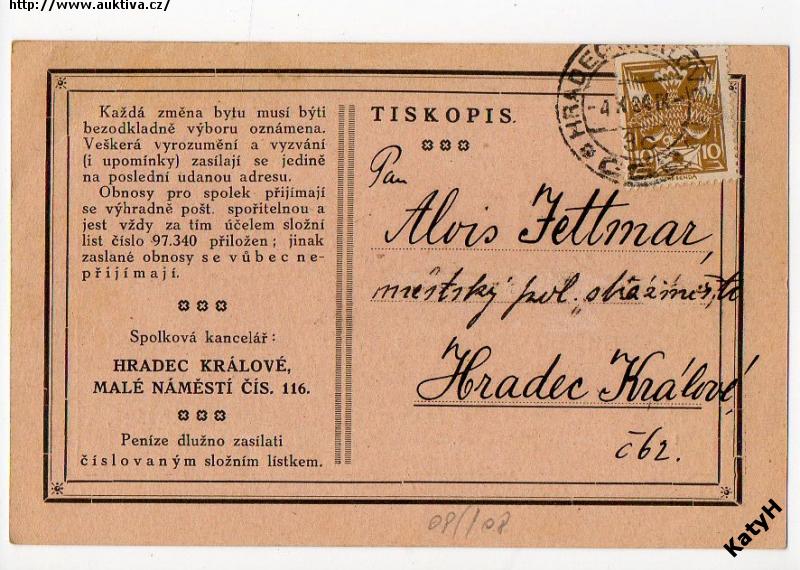 http://www.auktiva.cz/
Každá změna bytu musí býti
bezodkladně výboru oznámena.
Veškerá vyrozumění a vyzvání
(i upomínky) zasílají se jedině
na poslední udanou adresu.
Obnosy pro spolek přijímají
se výhradně pošt. spořitelnou a
jest vždy za tím účelem složní
list číslo 97.340 přiložen; jinak
zaslané obnosy se vůbec ne-
přijímají.
Spolková kancelář:
HRADEC KRÁLOVÉ,
MALÉ NÁMĚSTÍ ČÍS. 116.
Peníze dlužno zasílati
číslovaným složním lístkem.
TISKOPIS.
HRADEC
10
10
Pan
Alois Fettmar,
městský pol.
Hradec Králové
č 62.
08/108
KatyH